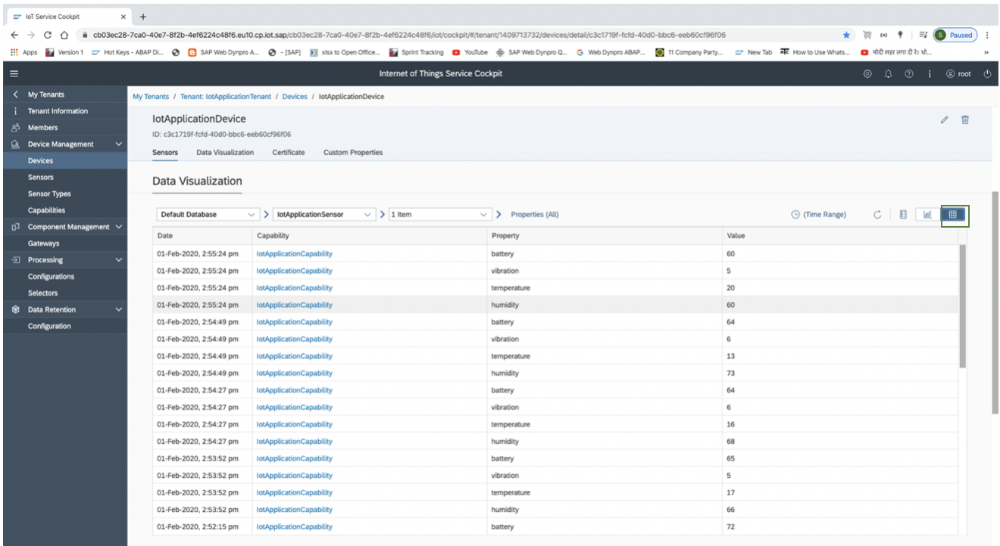 IoT Service Cockpit
cb03ec28-7ca0-40e7-8f2b-4ef6224c48f6.eu10.cp.iot.sap/cb03ec28-7ca0-40e7-8f2b-4ef6224c48f6/iot/cockpit/#/tenant/1409713732/devices/detail/c3c1719f-fcfd-40d0-bbc6-eeb60cf96f06 S Paused
Apps Version 1 Hot Keys - ABAP Di... SAP Web Dynpro A... - [SAP] xlsx to Open Office... Sprint Tracking YouTube SAP Web Dynpro Q... Web Dynpro ABAP... 11 Company Party... New Tab How to Use Whats... मोदी लहर लगा दी रे। धो... »
Internet of Things Service Cockpit root
My Tenants
Tenant Information
Members
Device Management
Devices
Sensors
Sensor Types
Capabilities
Component Management
Gateways
Processing
Configurations
Selectors
Data Retention
Configuration
My Tenants / Tenant: IotApplicationTenant / Devices / IotApplicationDevice
IotApplicationDevice
ID: c3c1719f-fcfd-40d0-bbc6-eeb60cf96f06
Sensors Data Visualization Certificate Custom Properties
Data Visualization
Default Database IotApplicationSensor 1 Item Properties (All) (Time Range)
Date Capability Property Value
01-Feb-2020, 2:55:24 pm IotApplicationCapability battery 60
01-Feb-2020, 2:55:24 pm IotApplicationCapability vibration 5
01-Feb-2020, 2:55:24 pm IotApplicationCapability temperature 20
01-Feb-2020, 2:55:24 pm IotApplicationCapability humidity 60
01-Feb-2020, 2:54:49 pm IotApplicationCapability battery 64
01-Feb-2020, 2:54:49 pm IotApplicationCapability vibration 6
01-Feb-2020, 2:54:49 pm IotApplicationCapability temperature 13
01-Feb-2020, 2:54:49 pm IotApplicationCapability humidity 73
01-Feb-2020, 2:54:27 pm IotApplicationCapability battery 64
01-Feb-2020, 2:54:27 pm IotApplicationCapability vibration 6
01-Feb-2020, 2:54:27 pm IotApplicationCapability temperature 16
01-Feb-2020, 2:54:27 pm IotApplicationCapability humidity 68
01-Feb-2020, 2:53:52 pm IotApplicationCapability battery 65
01-Feb-2020, 2:53:52 pm IotApplicationCapability vibration 5
01-Feb-2020, 2:53:52 pm IotApplicationCapability temperature 17
01-Feb-2020, 2:53:52 pm IotApplicationCapability humidity 66
01-Feb-2020, 2:52:15 pm IotApplicationCapability battery 72